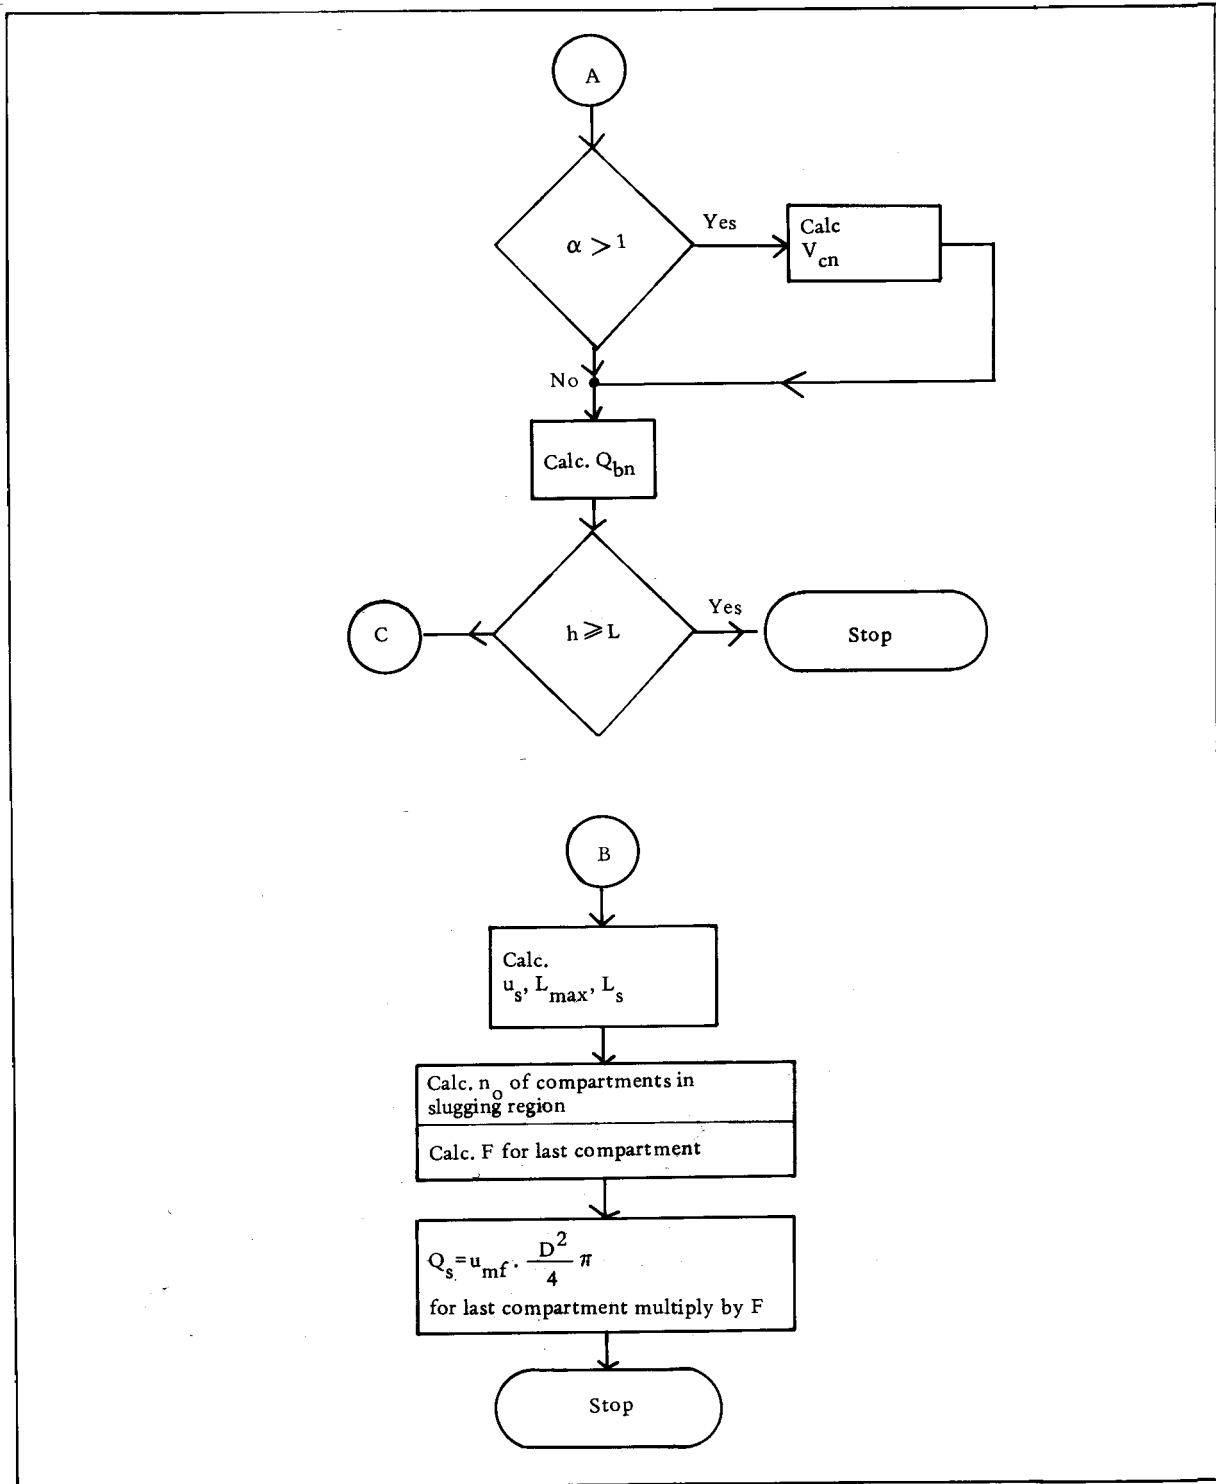 A
α > 1
Yes
Calc
V_cn
No
Calc. Q_bn
h ⩾ L
Yes
C
Stop
B
Calc.
u_s, L_max, L_s
Calc. n_o of compartments in
slugging region
Calc. F for last compartment
Q_s = u_mf · D²/4 π
for last compartment multiply by F
Stop